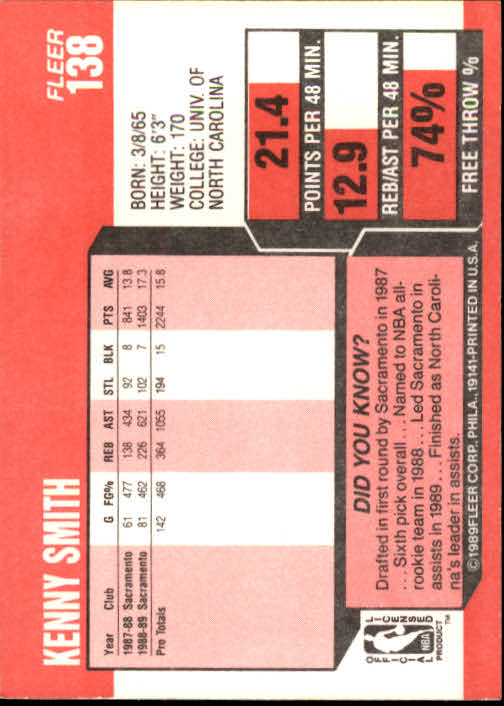 KENNY SMITH
FLEER
138
BORN: 3/8/65
HEIGHT: 6'3"
WEIGHT: 170
COLLEGE: UNIV. OF
NORTH CAROLINA
Year Club G FG% REB AST STL BLK PTS AVG
1987-88 Sacramento 61 477 138 434 92 8 841 13.8
1988-89 Sacramento 81 462 226 621 102 7 1403 17.3
Pro Totals 142 468 364 1055 194 15 2244 15.8
21.4
POINTS PER 48 MIN.
12.9
REB/AST PER 48 MIN.
74%
FREE THROW %
DID YOU KNOW?
Drafted in first round by Sacramento in 1987
. . . Sixth pick overall . . . Named to NBA all-
rookie team in 1988 . . . Led Sacramento in
assists in 1989 . . . Finished as North Caroli-
na's leader in assists.
OFFICIAL LICENSED
NBA
PRODUCT™
©1989FLEER CORP., PHILA., 19141-PRINTED IN U.S.A.